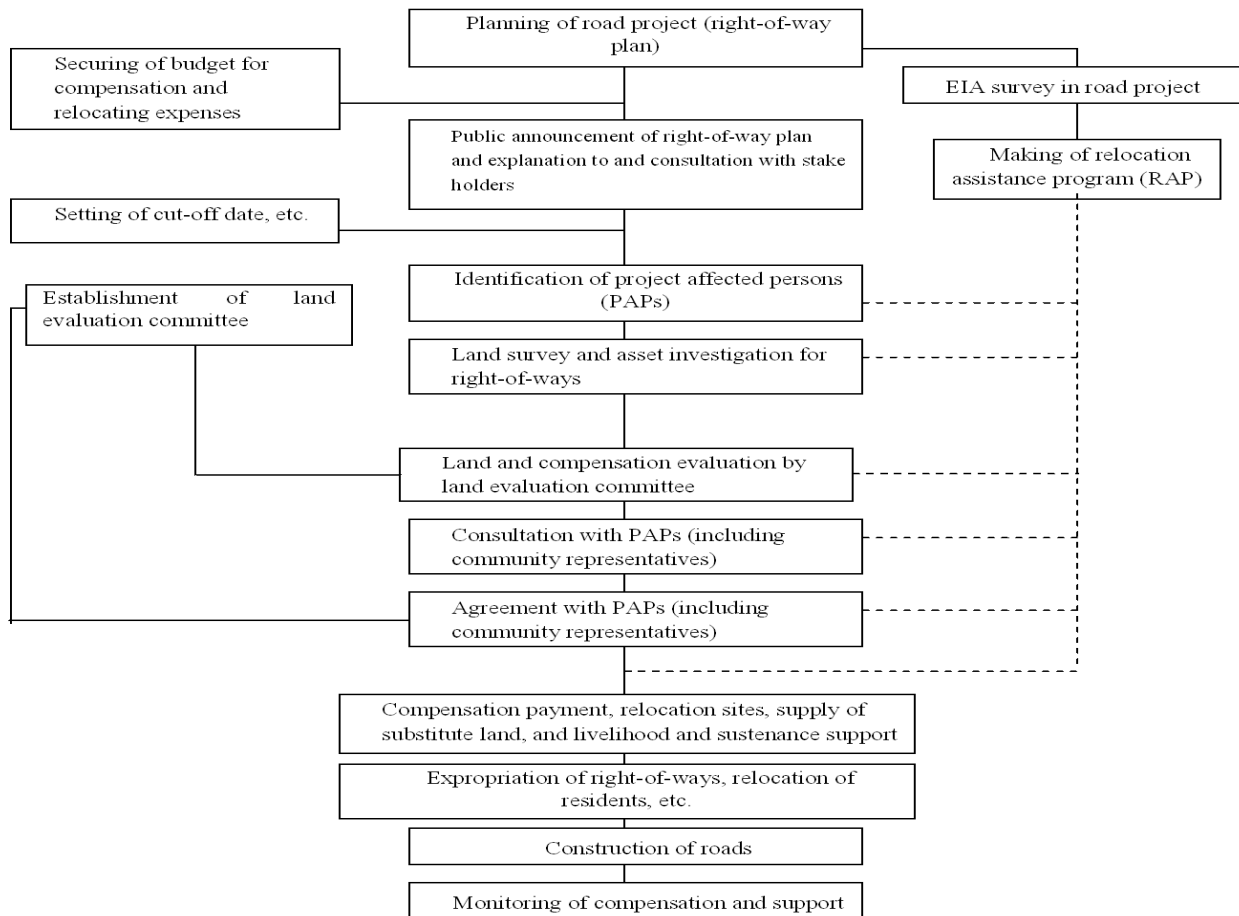 Planning of road project (right-of-way
plan)
Securing of budget for
compensation and
relocating expenses
EIA survey in road project
Public announcement of right-of-way plan
and explanation to and consultation with stake
holders
Making of relocation
assistance program (RAP)
Setting of cut-off date, etc.
Identification of project affected persons
(PAPs)
Establishment of land
evaluation committee
Land survey and asset investigation for
right-of-ways
Land and compensation evaluation by
land evaluation committee
Consultation with PAPs (including
community representatives)
Agreement with PAPs (including
community representatives)
Compensation payment, relocation sites, supply of
substitute land, and livelihood and sustenance support
Expropriation of right-of-ways, relocation of
residents, etc.
Construction of roads
Monitoring of compensation and support